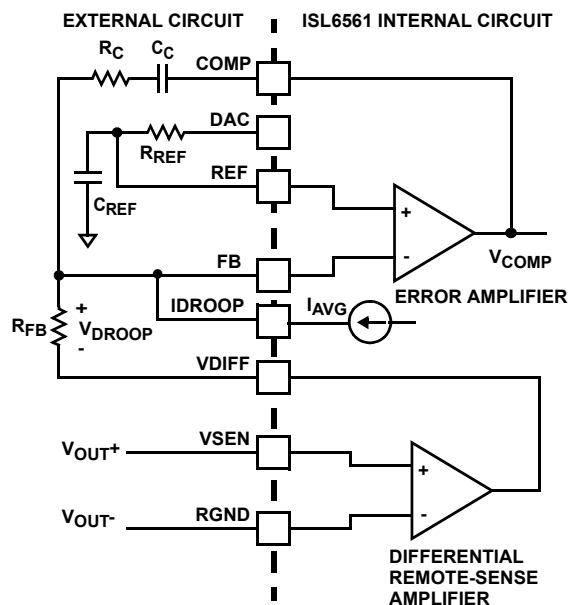 EXTERNAL CIRCUIT
ISL6561 INTERNAL CIRCUIT
RC
CC
COMP
DAC
RREF
REF
CREF
+
-
VCOMP
FB
ERROR AMPLIFIER
IDROOP
IAVG
RFB
+
VDROOP
-
VDIFF
VOUT+
VSEN
+
VOUT-
RGND
-
DIFFERENTIAL
REMOTE-SENSE
AMPLIFIER